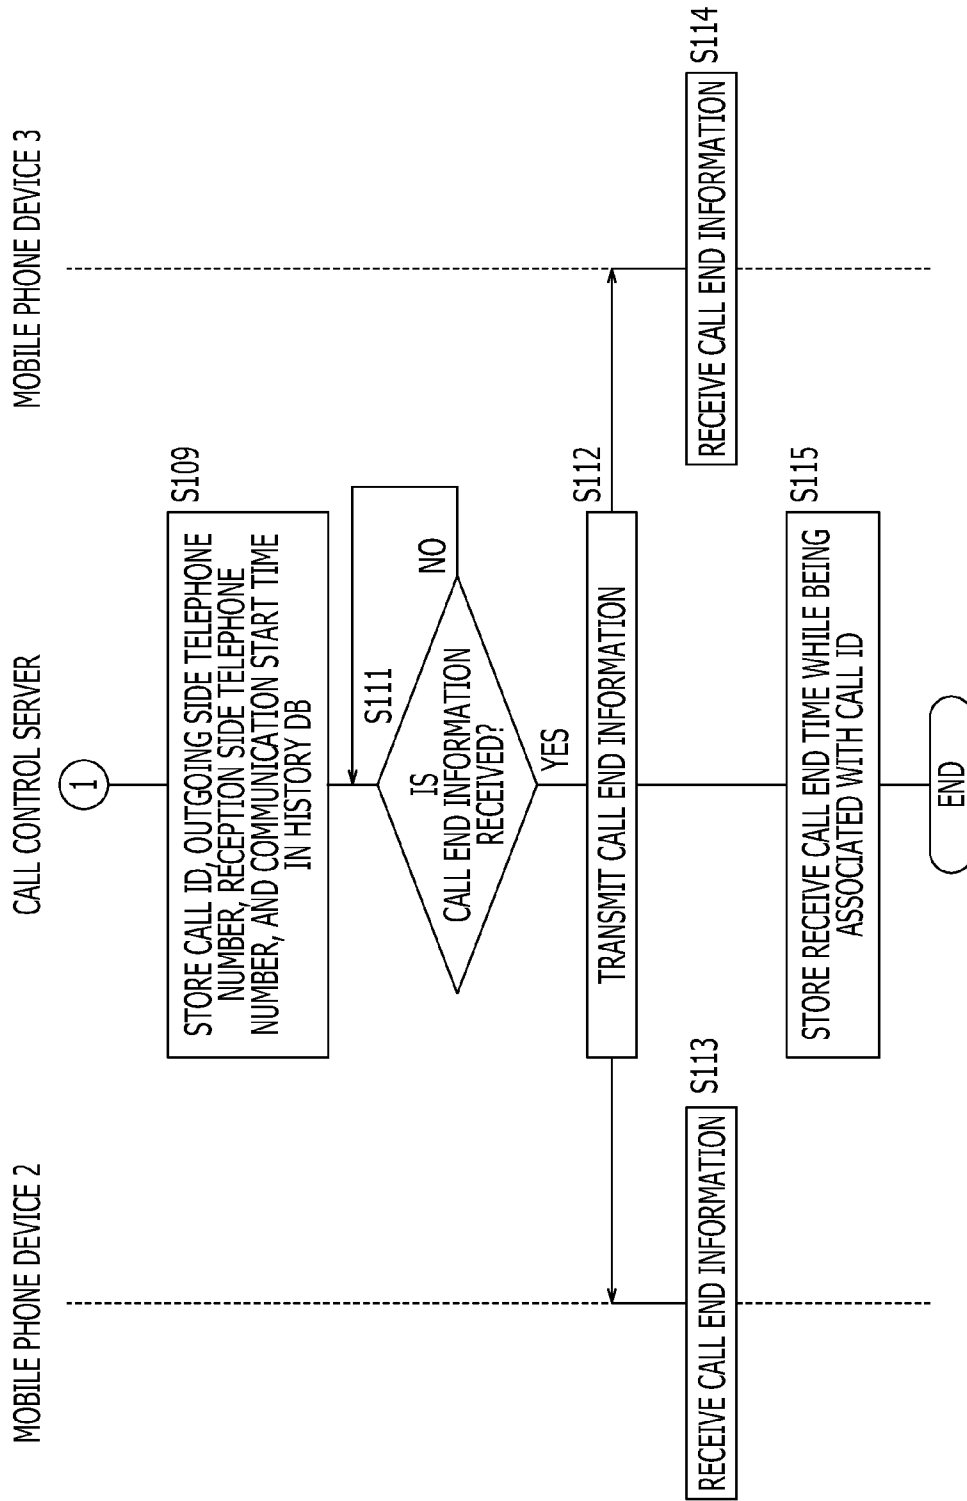 MOBILE PHONE DEVICE 2
CALL CONTROL SERVER
MOBILE PHONE DEVICE 3
1
S109
STORE CALL ID, OUTGOING SIDE TELEPHONE
NUMBER, RECEPTION SIDE TELEPHONE
NUMBER, AND COMMUNICATION START TIME
IN HISTORY DB
S111
IS
CALL END INFORMATION
RECEIVED?
NO
YES
S112
TRANSMIT CALL END INFORMATION
S113
RECEIVE CALL END INFORMATION
S114
RECEIVE CALL END INFORMATION
S115
STORE RECEIVE CALL END TIME WHILE BEING
ASSOCIATED WITH CALL ID
END